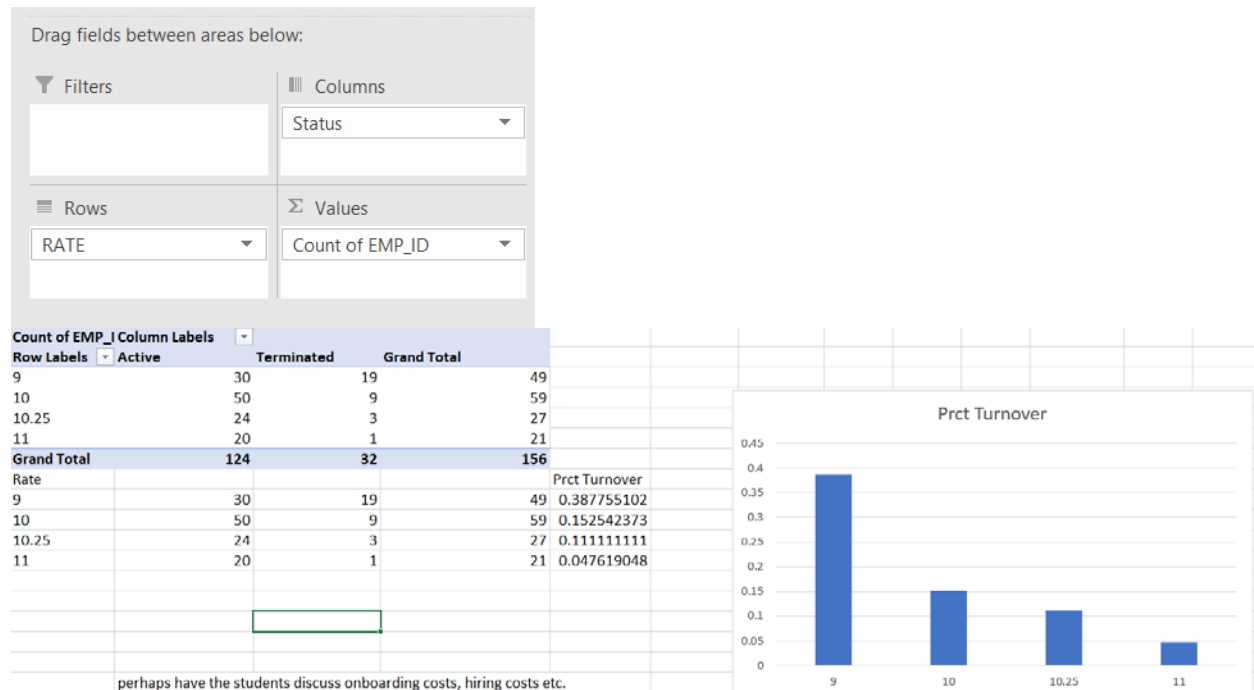 Drag fields between areas below:
Filters
Columns
Status
Rows
Σ Values
RATE
Count of EMP_ID
Count of EMP_I Column Labels
Row Labels Active Terminated Grand Total
9 30 19 49
10 50 9 59
10.25 24 3 27
11 20 1 21
Grand Total 124 32 156
Rate Prct Turnover
9 30 19 49 0.387755102
10 50 9 59 0.152542373
10.25 24 3 27 0.111111111
11 20 1 21 0.047619048
perhaps have the students discuss onboarding costs, hiring costs etc.
Prct Turnover
0.45
0.4
0.35
0.3
0.25
0.2
0.15
0.1
0.05
0
9 10 10.25 11